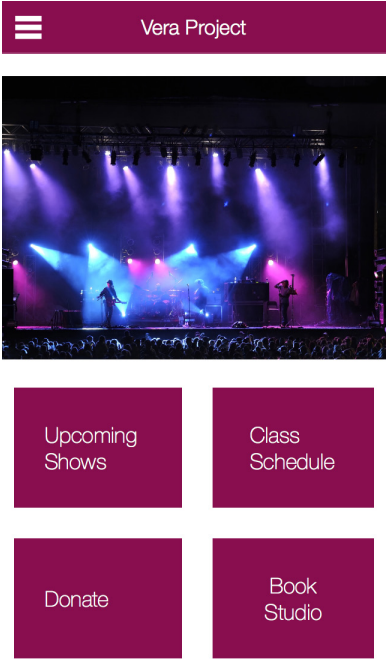 Vera Project
Upcoming
Shows
Class
Schedule
Donate
Book
Studio